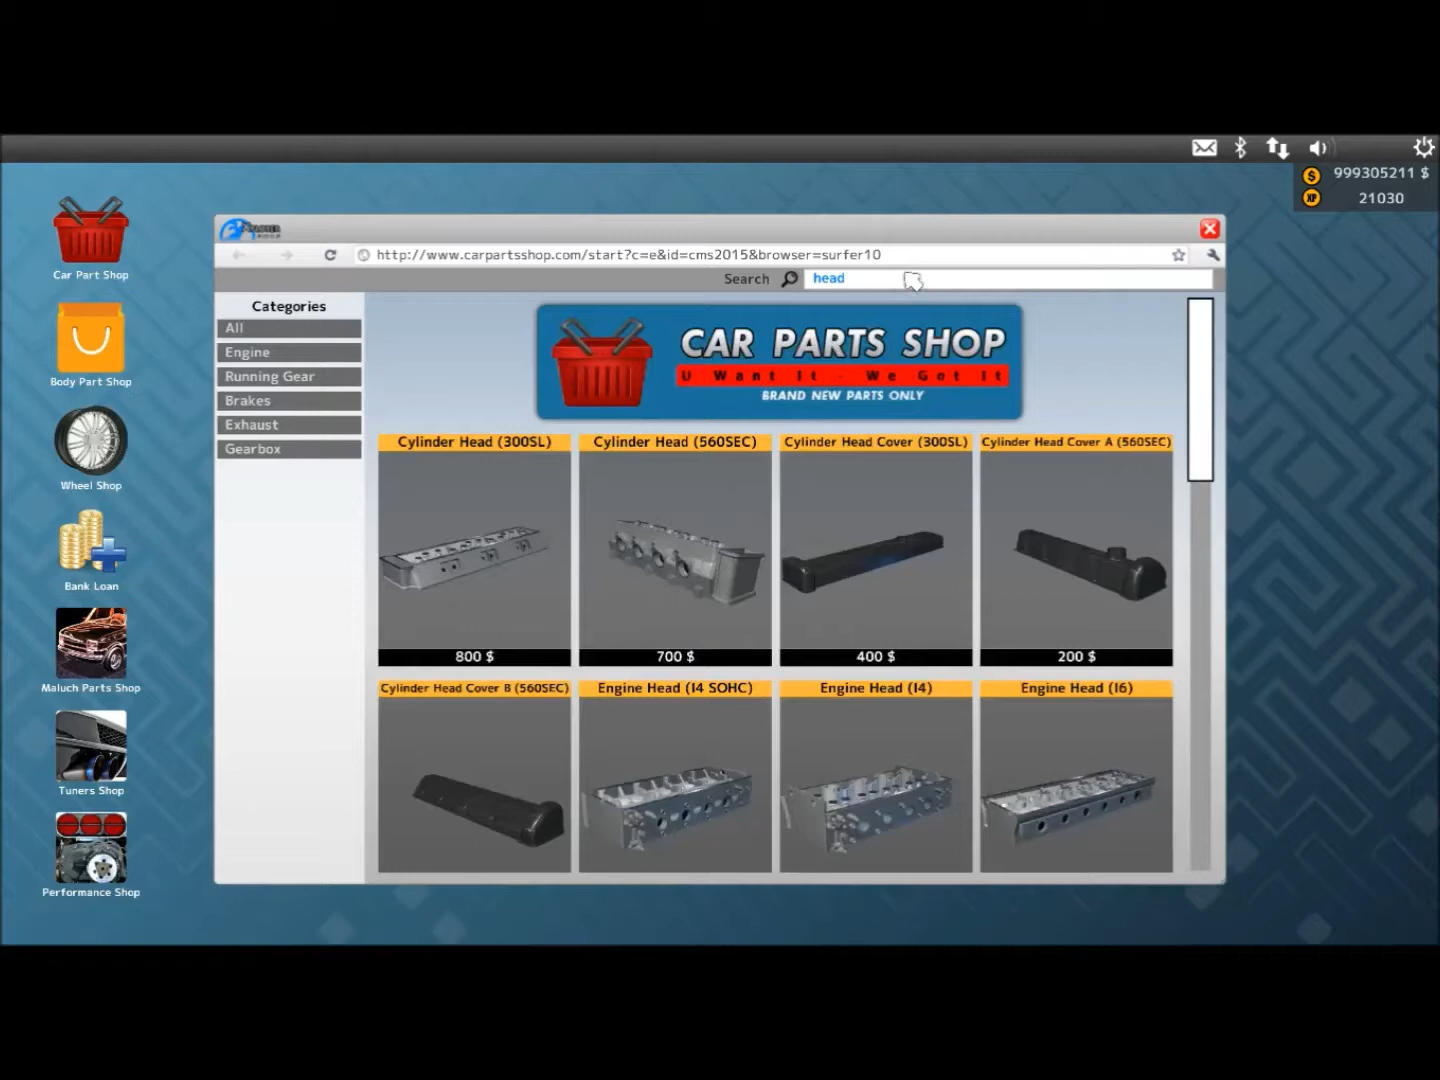 999305211 $
XP
21030
Car Part Shop
Body Part Shop
Wheel Shop
Bank Loan
Maluch Parts Shop
Tuners Shop
Performance Shop
http://www.carpartsshop.com/start?c=e&id=cms2015&browser=surfer10
Search
head
Categories
All
Engine
Running Gear
Brakes
Exhaust
Gearbox
CAR PARTS SHOP
U Want It - We Got It
BRAND NEW PARTS ONLY
Cylinder Head (300SL)
Cylinder Head (560SEC)
Cylinder Head Cover (300SL)
Cylinder Head Cover A (560SEC)
800 $
700 $
400 $
200 $
Cylinder Head Cover B (560SEC)
Engine Head (I4 SOHC)
Engine Head (I4)
Engine Head (I6)